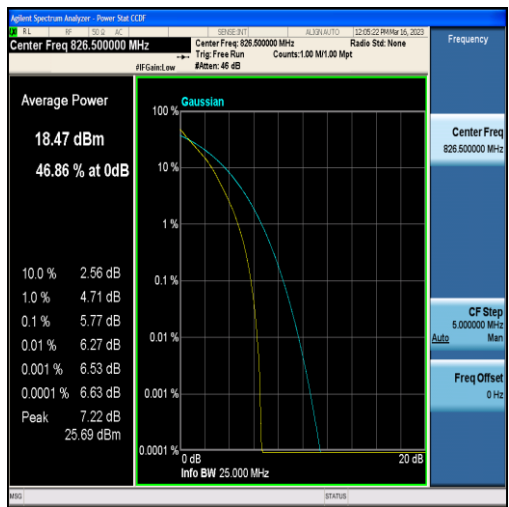 Agilent Spectrum Analyzer - Power Stat CCDF
RL RF 50 Ω AC SENSE:INT ALIGN AUTO 12:05:22 PM Mar 16, 2023
Center Freq 826.500000 MHz
Center Freq: 826.500000 MHz Radio Std: None
Trig: Free Run Counts:1.00 M/1.00 Mpt
#IFGain:Low #Atten: 46 dB
Frequency
Average Power
18.47 dBm
46.86 % at 0dB
10.0 % 2.56 dB
1.0 % 4.71 dB
0.1 % 5.77 dB
0.01 % 6.27 dB
0.001 % 6.53 dB
0.0001 % 6.63 dB
Peak 7.22 dB
25.69 dBm
Gaussian
100 %
10 %
1 %
0.1 %
0.01 %
0.001 %
0.0001 %
0 dB 20 dB
Info BW 25.000 MHz
Center Freq
826.500000 MHz
CF Step
5.000000 MHz
Auto Man
Freq Offset
0 Hz
MSG STATUS